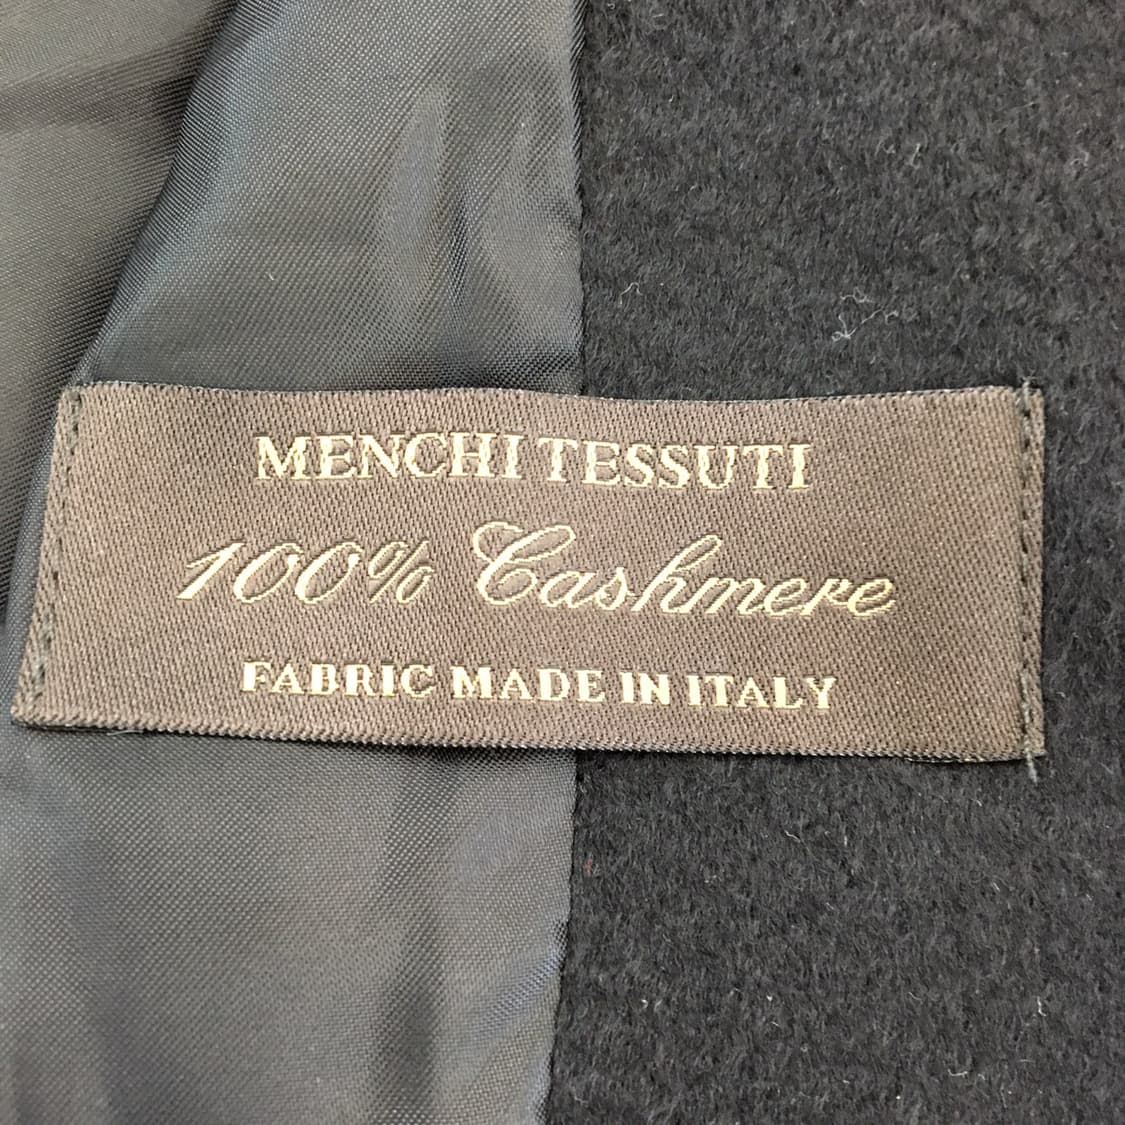 MENCHI TESSUTI
100% Cashmere
FABRIC MADE IN ITALY